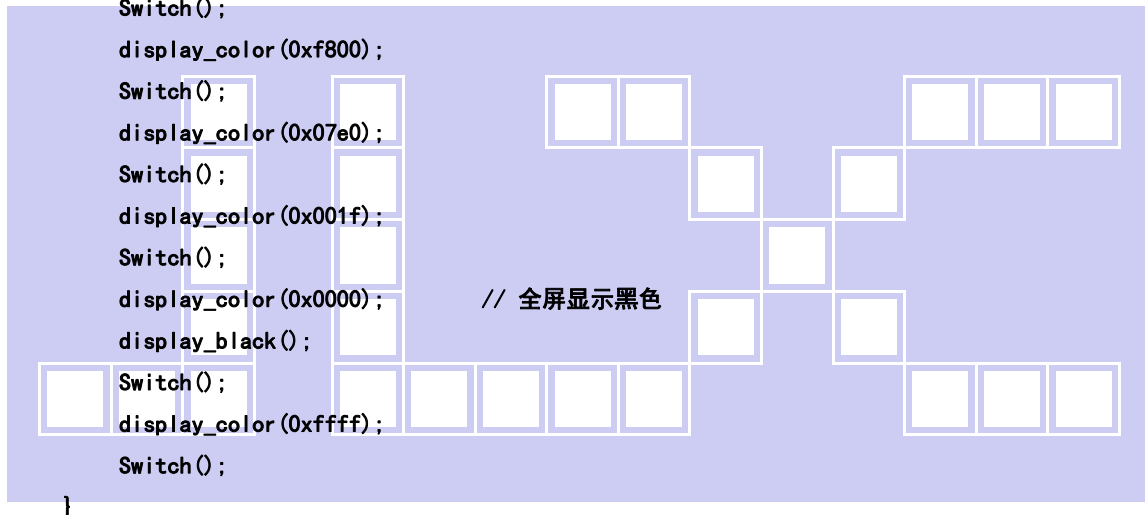 Switch();
display_color(0xf800);
Switch();
display_color(0x07e0);
Switch();
display_color(0x001f);
Switch();
display_color(0x0000); // 全屏显示黑色
display_black();
Switch();
display_color(0xffff);
Switch();
}